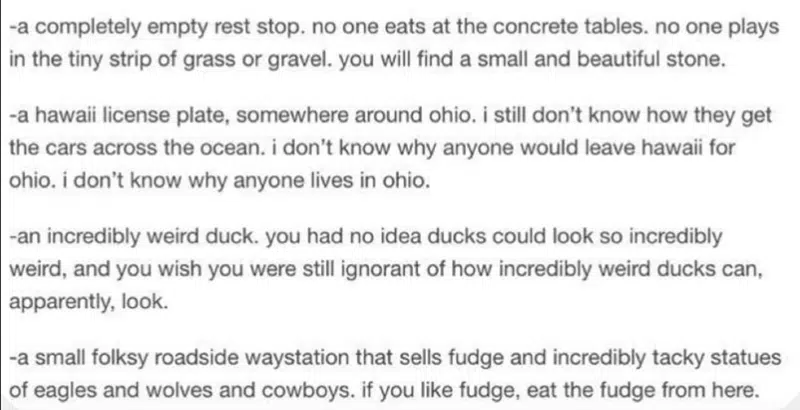 -a completely empty rest stop. no one eats at the concrete tables. no one plays
in the tiny strip of grass or gravel. you will find a small and beautiful stone.
-a hawaii license plate, somewhere around ohio. i still don’t know how they get
the cars across the ocean. i don’t know why anyone would leave hawaii for
ohio. i don’t know why anyone lives in ohio.
-an incredibly weird duck. you had no idea ducks could look so incredibly
weird, and you wish you were still ignorant of how incredibly weird ducks can,
apparently, look.
-a small folksy roadside waystation that sells fudge and incredibly tacky statues
of eagles and wolves and cowboys. if you like fudge, eat the fudge from here.